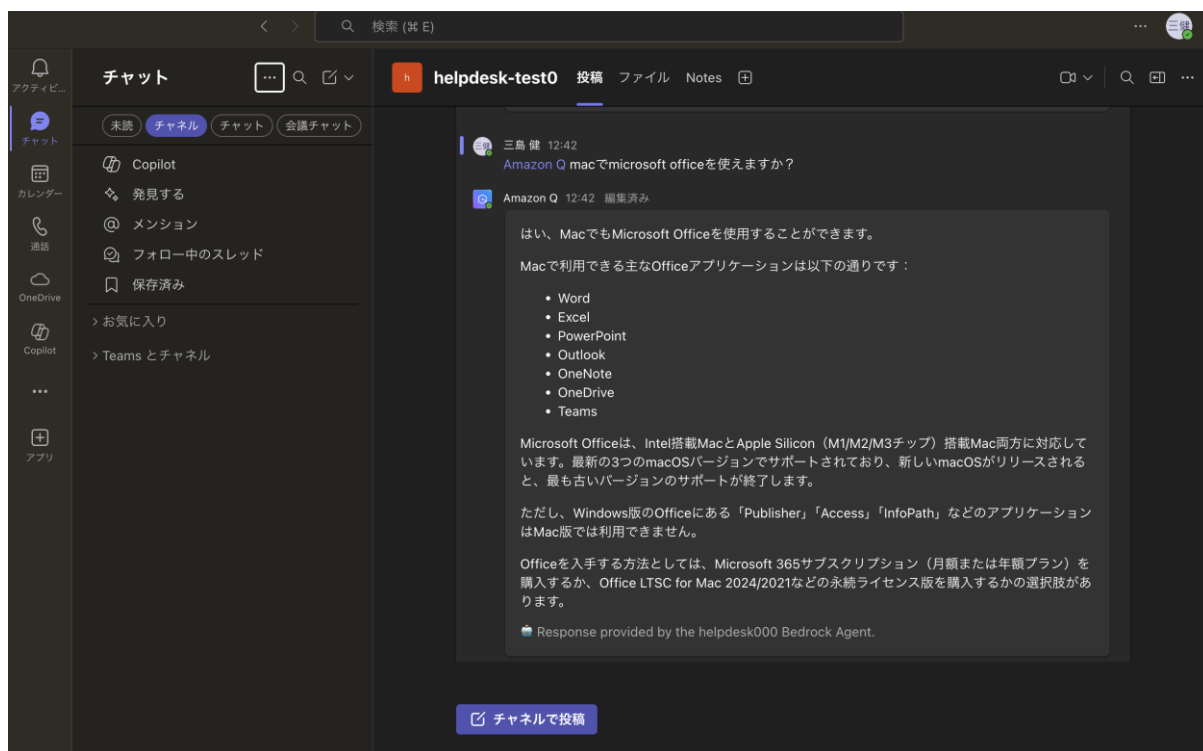 検索 (⌘ E)
三健
アクティビ...
チャット
カレンダー
通話
OneDrive
Copilot
アプリ
チャット
未読
チャネル
チャット
会議チャット
Copilot
発見する
メンション
フォロー中のスレッド
保存済み
お気に入り
Teams とチャネル
h
helpdesk-test0 投稿 ファイル Notes
三島 健 12:42
Amazon Q macでmicrosoft officeを使えますか？
Amazon Q 12:42 編集済み
はい、MacでもMicrosoft Officeを使用することができます。
Macで利用できる主なOfficeアプリケーションは以下の通りです：
• Word
• Excel
• PowerPoint
• Outlook
• OneNote
• OneDrive
• Teams
Microsoft Officeは、Intel搭載MacとApple Silicon（M1/M2/M3チップ）搭載Mac両方に対応して
います。最新の3つのmacOSバージョンでサポートされており、新しいmacOSがリリースされる
と、最も古いバージョンのサポートが終了します。
ただし、Windows版のOfficeにある「Publisher」「Access」「InfoPath」などのアプリケーション
はMac版では利用できません。
Officeを入手する方法としては、Microsoft 365サブスクリプション（月額または年額プラン）を
購入するか、Office LTSC for Mac 2024/2021などの永続ライセンス版を購入するかの選択肢があ
ります。
Response provided by the helpdesk000 Bedrock Agent.
チャネルで投稿